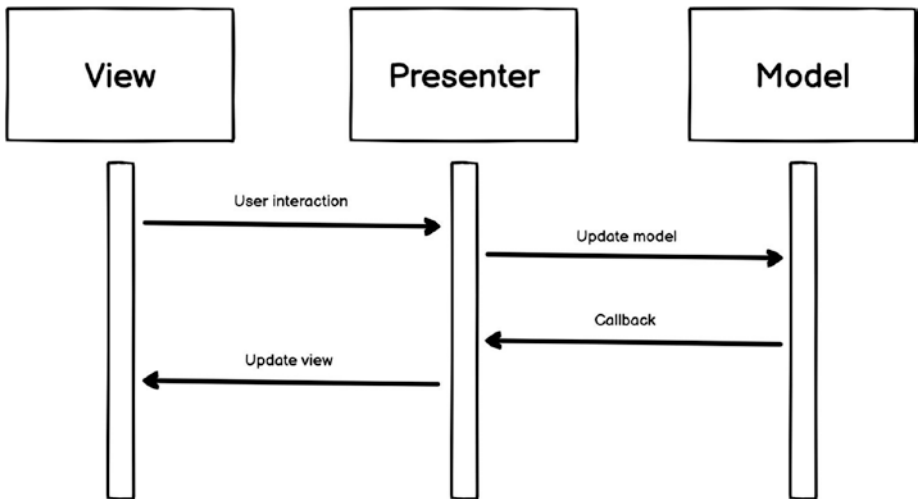 View
Presenter
Model
User interaction
Update model
Callback
Update view